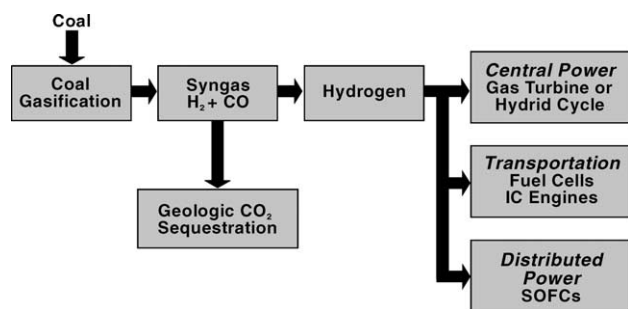 Coal
Coal
Gasification
Syngas
H₂ + CO
Hydrogen
Central Power
Gas Turbine or
Hydrid Cycle
Transportation
Fuel Cells
IC Engines
Geologic CO₂
Sequestration
Distributed
Power
SOFCs